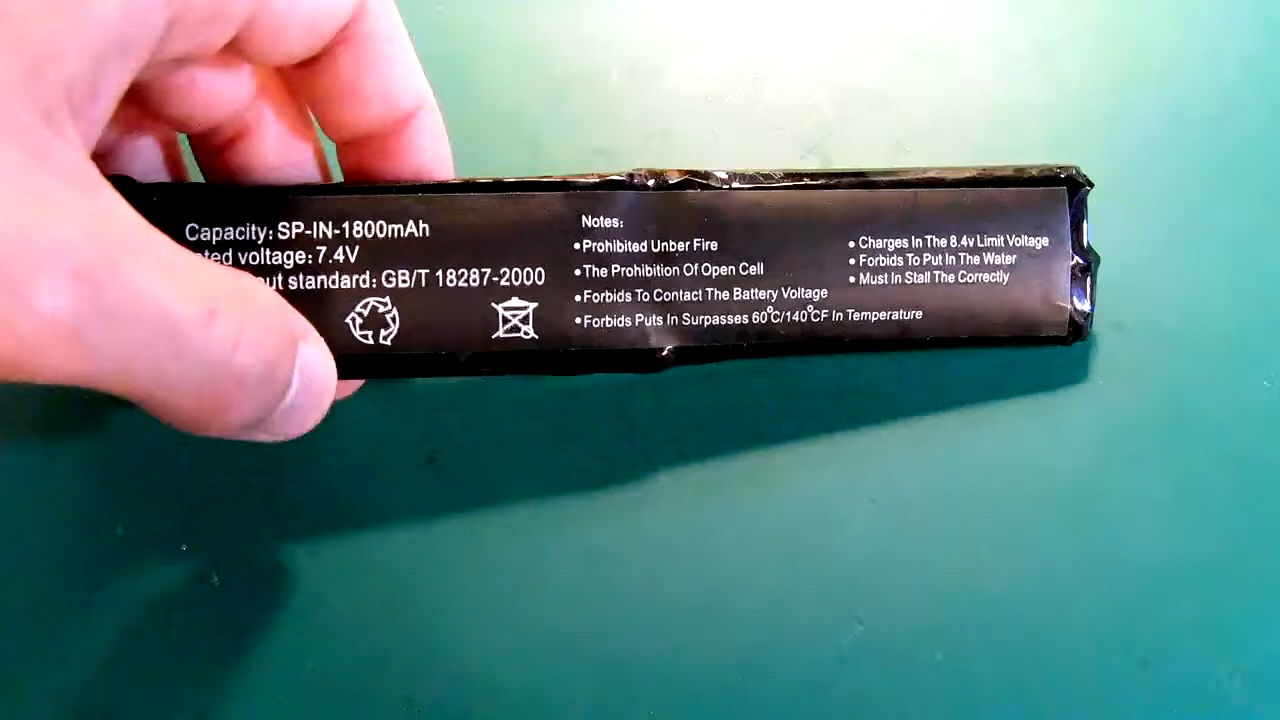 Capacity: SP-IN-1800mAh
voltage: 7.4V
standard: GB/T 18287-2000
Notes:
•Prohibited Unber Fire
•The Prohibition Of Open Cell
•Forbids To Contact The Battery Voltage
•Forbids Puts In Surpasses 60°C/140°CF In Temperature
•Charges In The 8.4v Limit Voltage
•Forbids To Put In The Water
•Must In Stall The Correctly